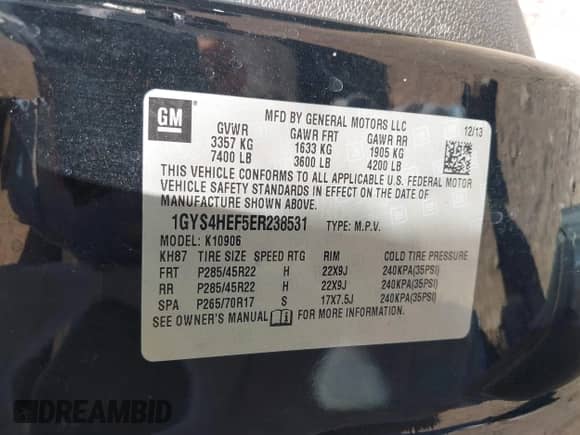 GM
MFD BY GENERAL MOTORS LLC
12/13
GVWR GAWR FRT GAWR RR
3357 KG 1633 KG 1905 KG
7400 LB 3600 LB 4200 LB
THIS VEHICLE CONFORMS TO ALL APPLICABLE U.S. FEDERAL MOTOR
VEHICLE SAFETY STANDARDS IN EFFECT ON THE DATE OF
MANUFACTURE SHOWN ABOVE.
1GYS4HEF5ER238531 TYPE: M.P.V.
MODEL: K10906
KH87 TIRE SIZE SPEED RTG RIM COLD TIRE PRESSURE
FRT P285/45R22 H 22X9J 240KPA(35PSI)
RR P285/45R22 H 22X9J 240KPA(35PSI)
SPA P265/70R17 S 17X7.5J 240KPA(35PSI)
SEE OWNER'S MANUAL FOR MORE INFORMATION.
DREAMBID